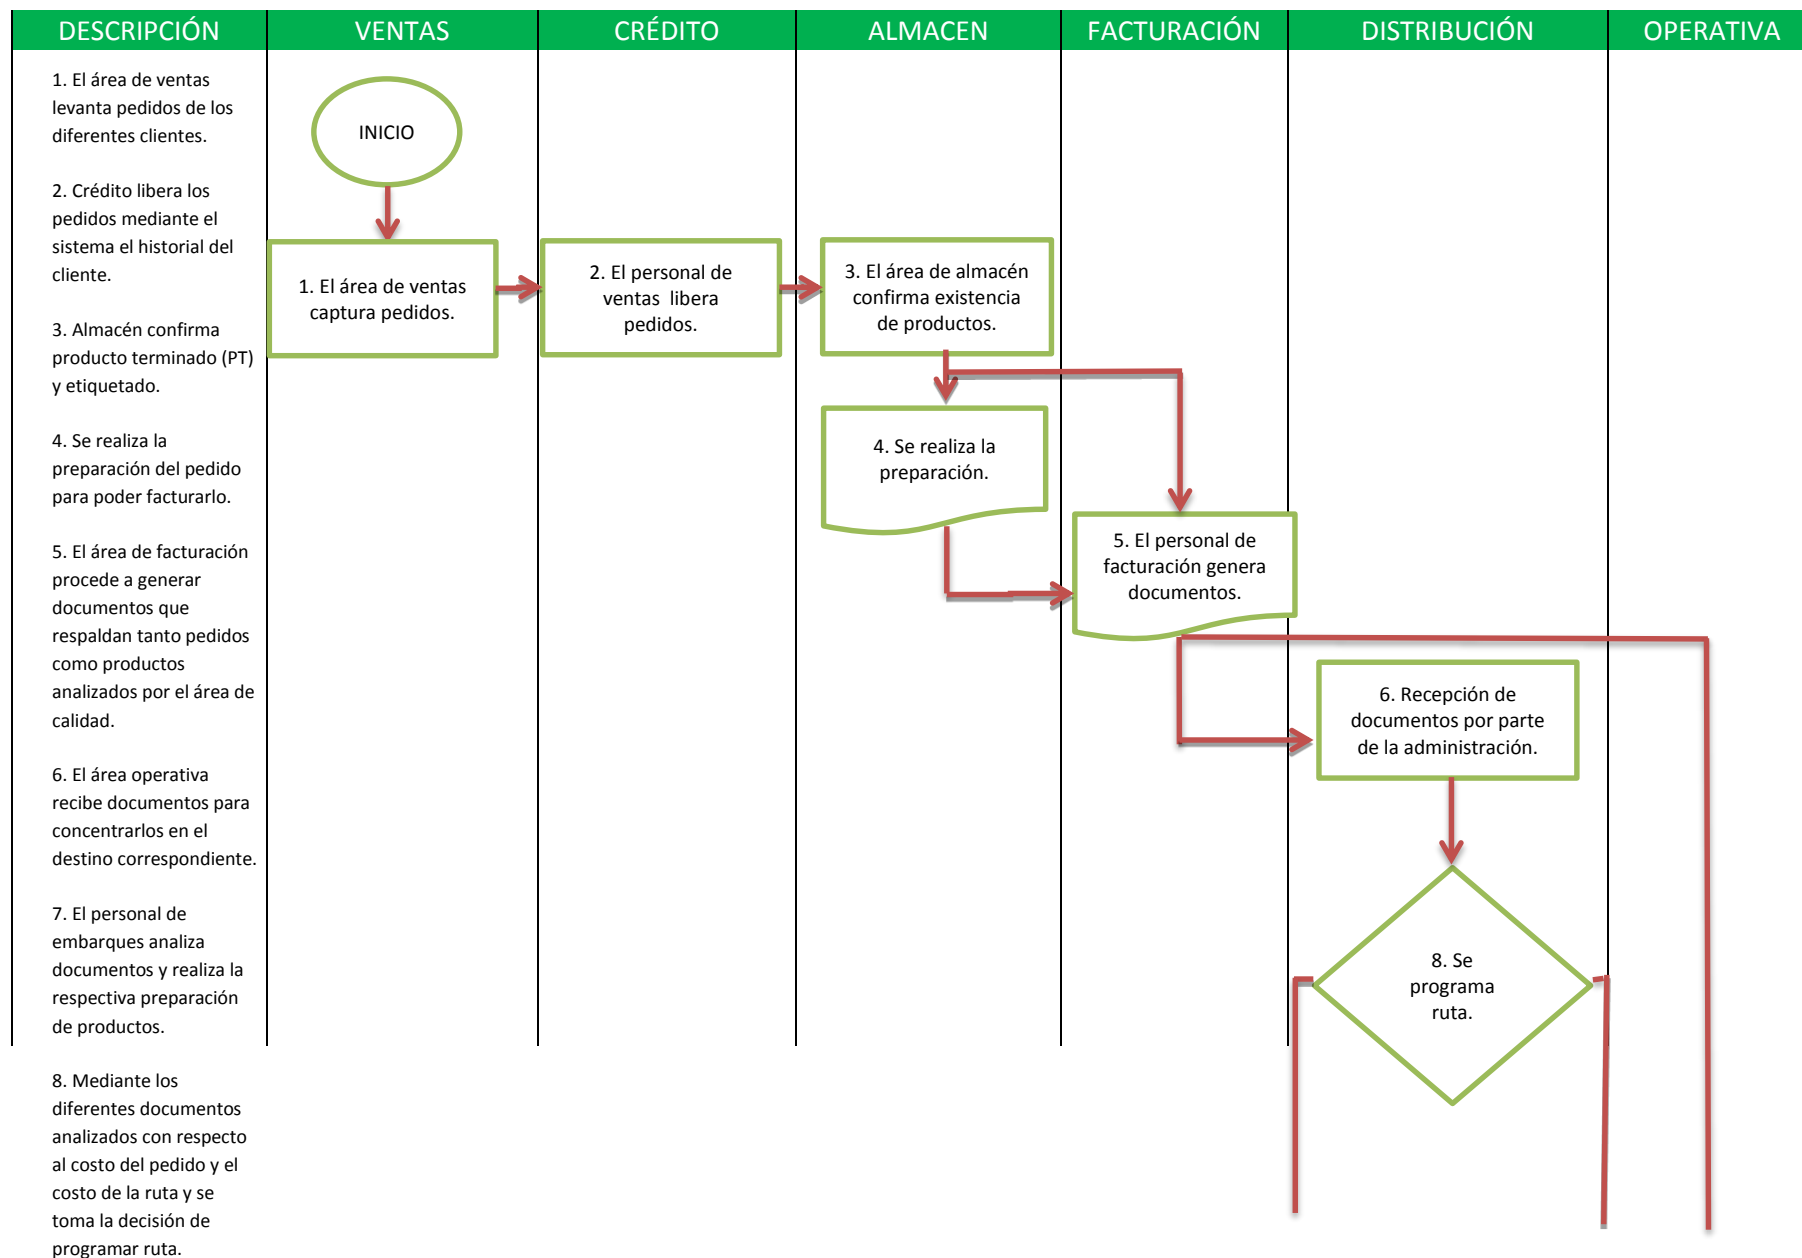 DESCRIPCIÓN VENTAS CRÉDITO ALMACEN FACTURACIÓN DISTRIBUCIÓN OPERATIVA
1. El área de ventas
levanta pedidos de los
diferentes clientes.
2. Crédito libera los
pedidos mediante el
sistema el historial del
cliente.
3. Almacén confirma
producto terminado (PT)
y etiquetado.
4. Se realiza la
preparación del pedido
para poder facturarlo.
5. El área de facturación
procede a generar
documentos que
respaldan tanto pedidos
como productos
analizados por el área de
calidad.
6. El área operativa
recibe documentos para
concentrarlos en el
destino correspondiente.
7. El personal de
embarques analiza
documentos y realiza la
respectiva preparación
de productos.
8. Mediante los
diferentes documentos
analizados con respecto
al costo del pedido y el
costo de la ruta y se
toma la decisión de
programar ruta.
INICIO
1. El área de ventas
captura pedidos.
2. El personal de
ventas libera
pedidos.
3. El área de almacén
confirma existencia
de productos.
4. Se realiza la
preparación.
5. El personal de
facturación genera
documentos.
6. Recepción de
documentos por parte
de la administración.
8. Se
programa
ruta.